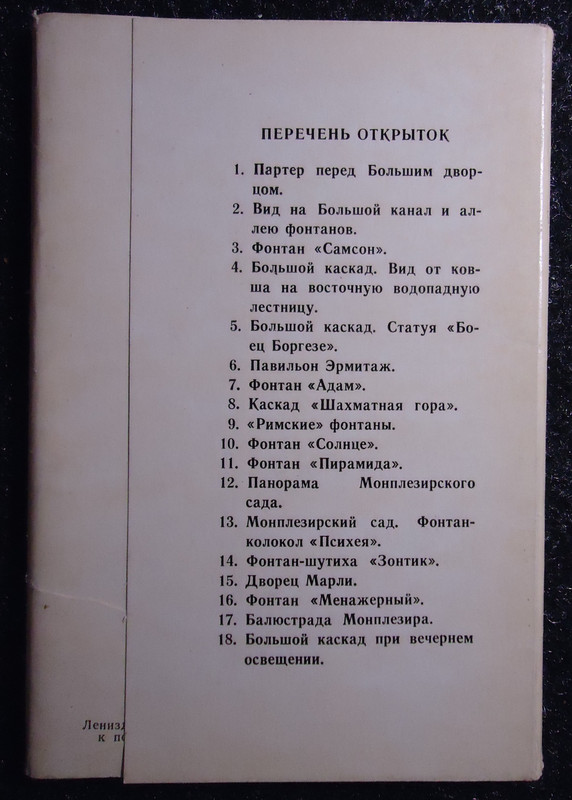 ПЕРЕЧЕНЬ ОТКРЫТОК
1. Партер перед Большим двор-
цом.
2. Вид на Большой канал и ал-
лею фонтанов.
3. Фонтан «Самсон».
4. Большой каскад. Вид от ков-
ша на восточную водопадную
лестницу.
5. Большой каскад. Статуя «Бо-
ец Боргезе».
6. Павильон Эрмитаж.
7. Фонтан «Адам».
8. Каскад «Шахматная гора».
9. «Римские» фонтаны.
10. Фонтан «Солнце».
11. Фонтан «Пирамида».
12. Панорама Монплезирского
сада.
13. Монплезирский сад. Фонтан-
колокол «Психея».
14. Фонтан-шутиха «Зонтик».
15. Дворец Марли.
16. Фонтан «Менажерный».
17. Балюстрада Монплезира.
18. Большой каскад при вечернем
освещении.
к